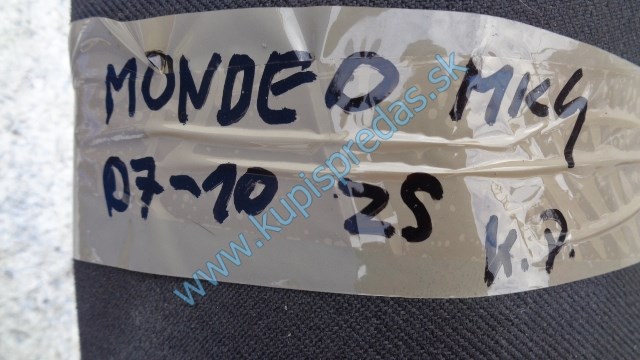 MONDEO MK4
07-10 ZS
K.P.
www.kupispredas.sk